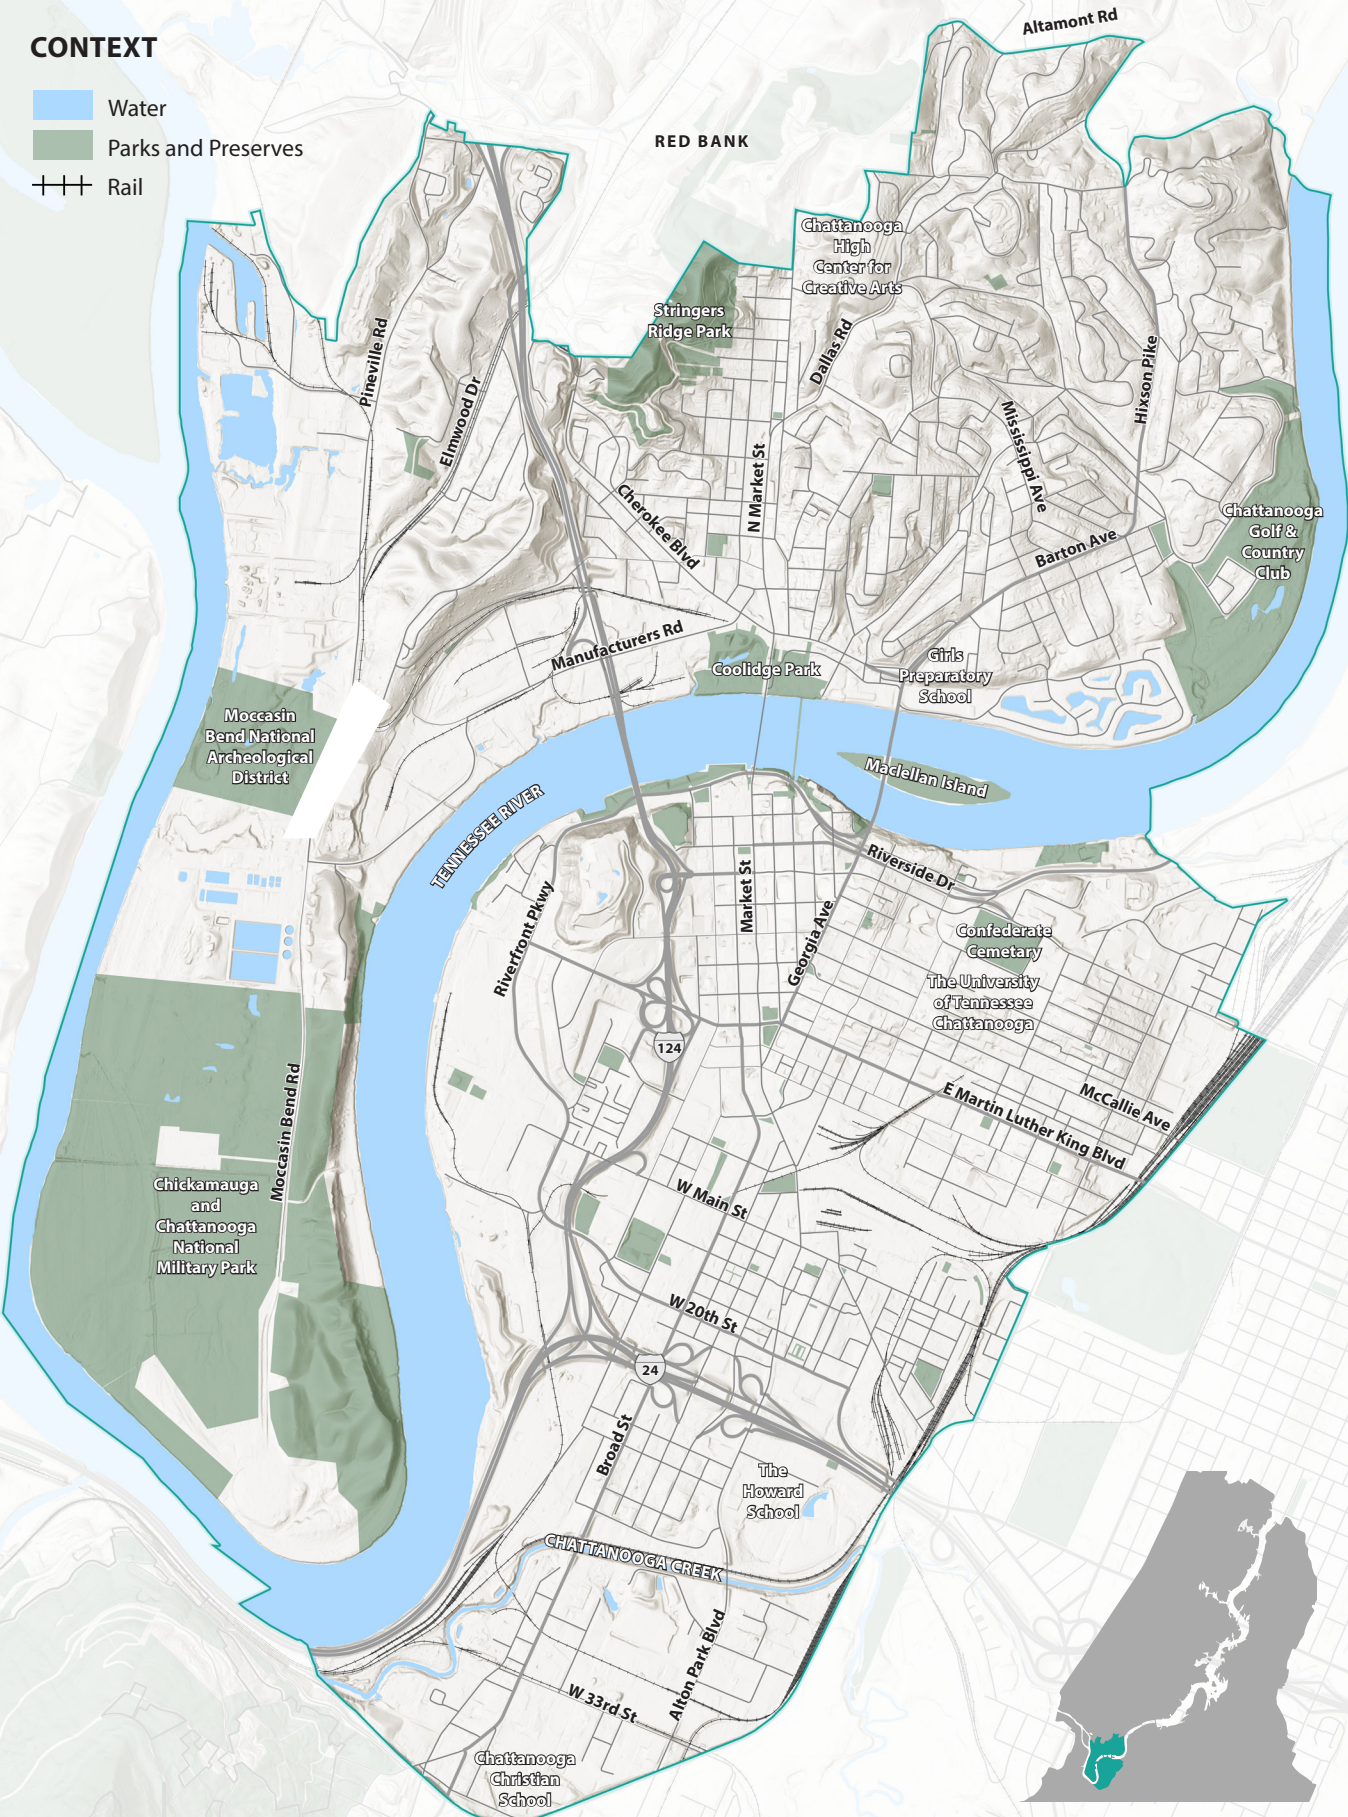 CONTEXT
Water
Parks and Preserves
Rail
Altamont Rd
RED BANK
Chattanooga
High
Center for
Creative Arts
Stringers
Ridge Park
Pineville Rd
Elmwood Dr
Dallas Rd
Hixson Pike
Mississippi Ave
N Market St
Cherokee Blvd
Barton Ave
Chattanooga
Golf &
Country
Club
Manufacturers Rd
Coolidge Park
Girls
Preparatory
School
Moccasin
Bend National
Archeological
District
Maclellan Island
TENNESSEE RIVER
Riverside Dr
Market St
Riverfront Pkwy
Georgia Ave
Confederate
Cemetary
The University
of Tennessee
Chattanooga
124
McCallie Ave
E Martin Luther King Blvd
Moccasin Bend Rd
Chickamauga
and
Chattanooga
National
Military Park
W Main St
W 20th St
24
Broad St
The
Howard
School
CHATTANOOGA CREEK
Alton Park Blvd
W 33rd St
Chattanooga
Christian
School